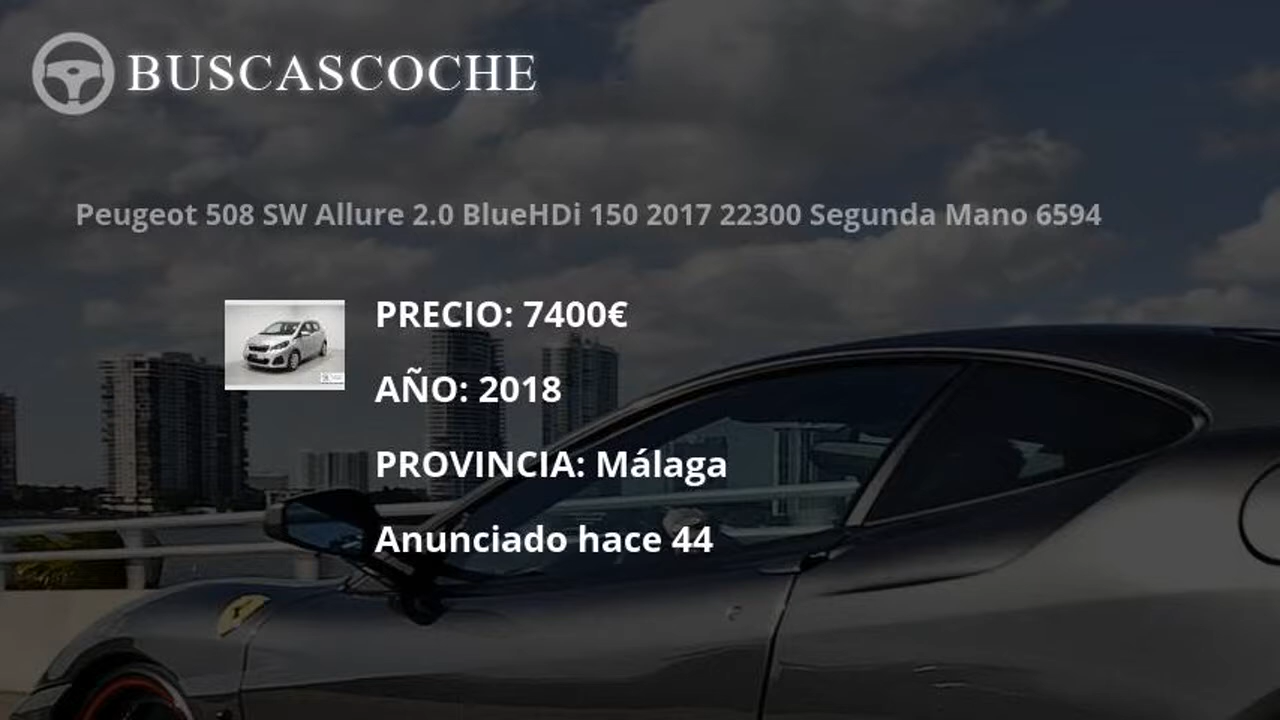 BUSCASCOCHE
Peugeot 508 SW Allure 2.0 BlueHDi 150 2017 22300 Segunda Mano 6594
PRECIO: 7400€
AÑO: 2018
PROVINCIA: Málaga
Anunciado hace 44